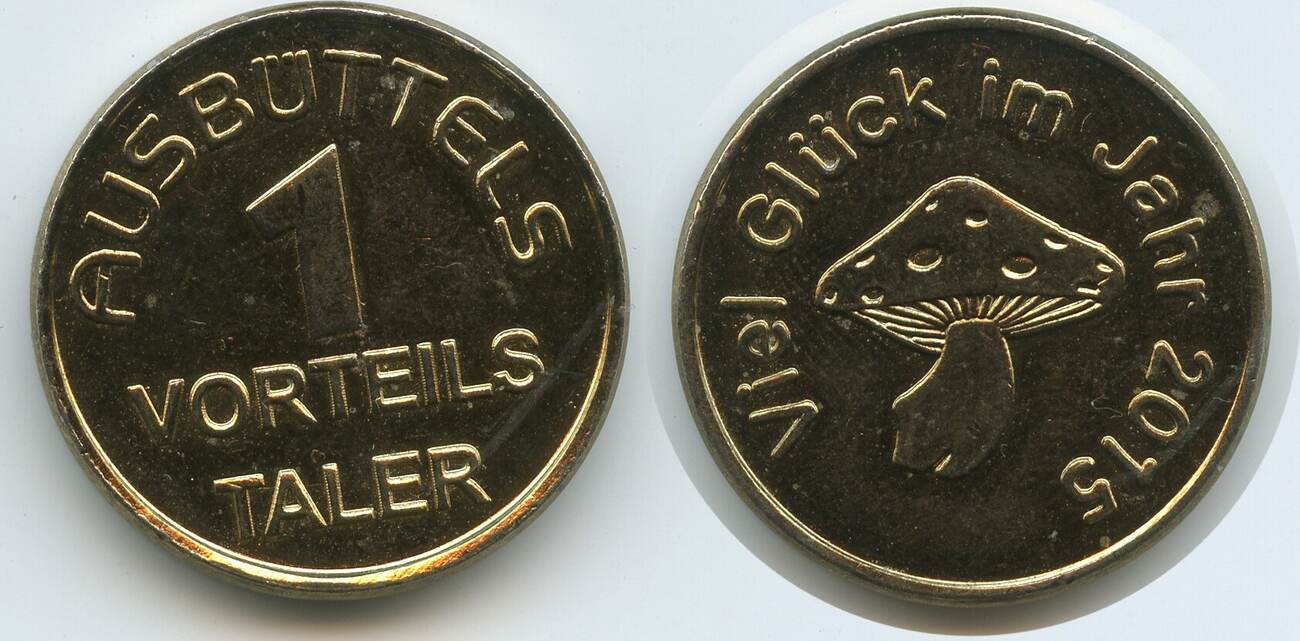 AUSBÜTTELS
1
VORTEILS
TALER
Viel Glück im Jahr 2015